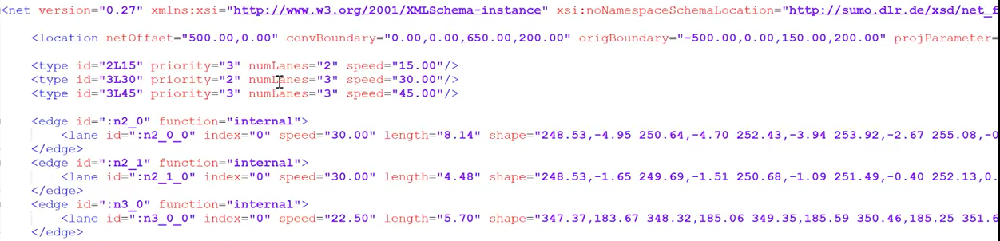 <net version="0.27" xmlns:xsi="http://www.w3.org/2001/XMLSchema-instance" xsi:noNamespaceSchemaLocation="http://sumo.dlr.de/xsd/net_f
<location netOffset="500.00,0.00" convBoundary="0.00,0.00,650.00,200.00" origBoundary="-500.00,0.00,150.00,200.00" projParameter=
<type id="2L15" priority="3" numLanes="2" speed="15.00"/>
<type id="3L30" priority="2" numLanes="3" speed="30.00"/>
<type id="3L45" priority="3" numLanes="3" speed="45.00"/>
<edge id=":n2_0" function="internal">
<lane id=":n2_0_0" index="0" speed="30.00" length="8.14" shape="248.53,-4.95 250.64,-4.70 252.43,-3.94 253.92,-2.67 255.08,-0
</edge>
<edge id=":n2_1" function="internal">
<lane id=":n2_1_0" index="0" speed="30.00" length="4.48" shape="248.53,-1.65 249.69,-1.51 250.68,-1.09 251.49,-0.40 252.13,0.
</edge>
<edge id=":n3_0" function="internal">
<lane id=":n3_0_0" index="0" speed="22.50" length="5.70" shape="347.37,183.67 348.32,185.06 349.35,185.59 350.46,185.25 351.6
</edge>